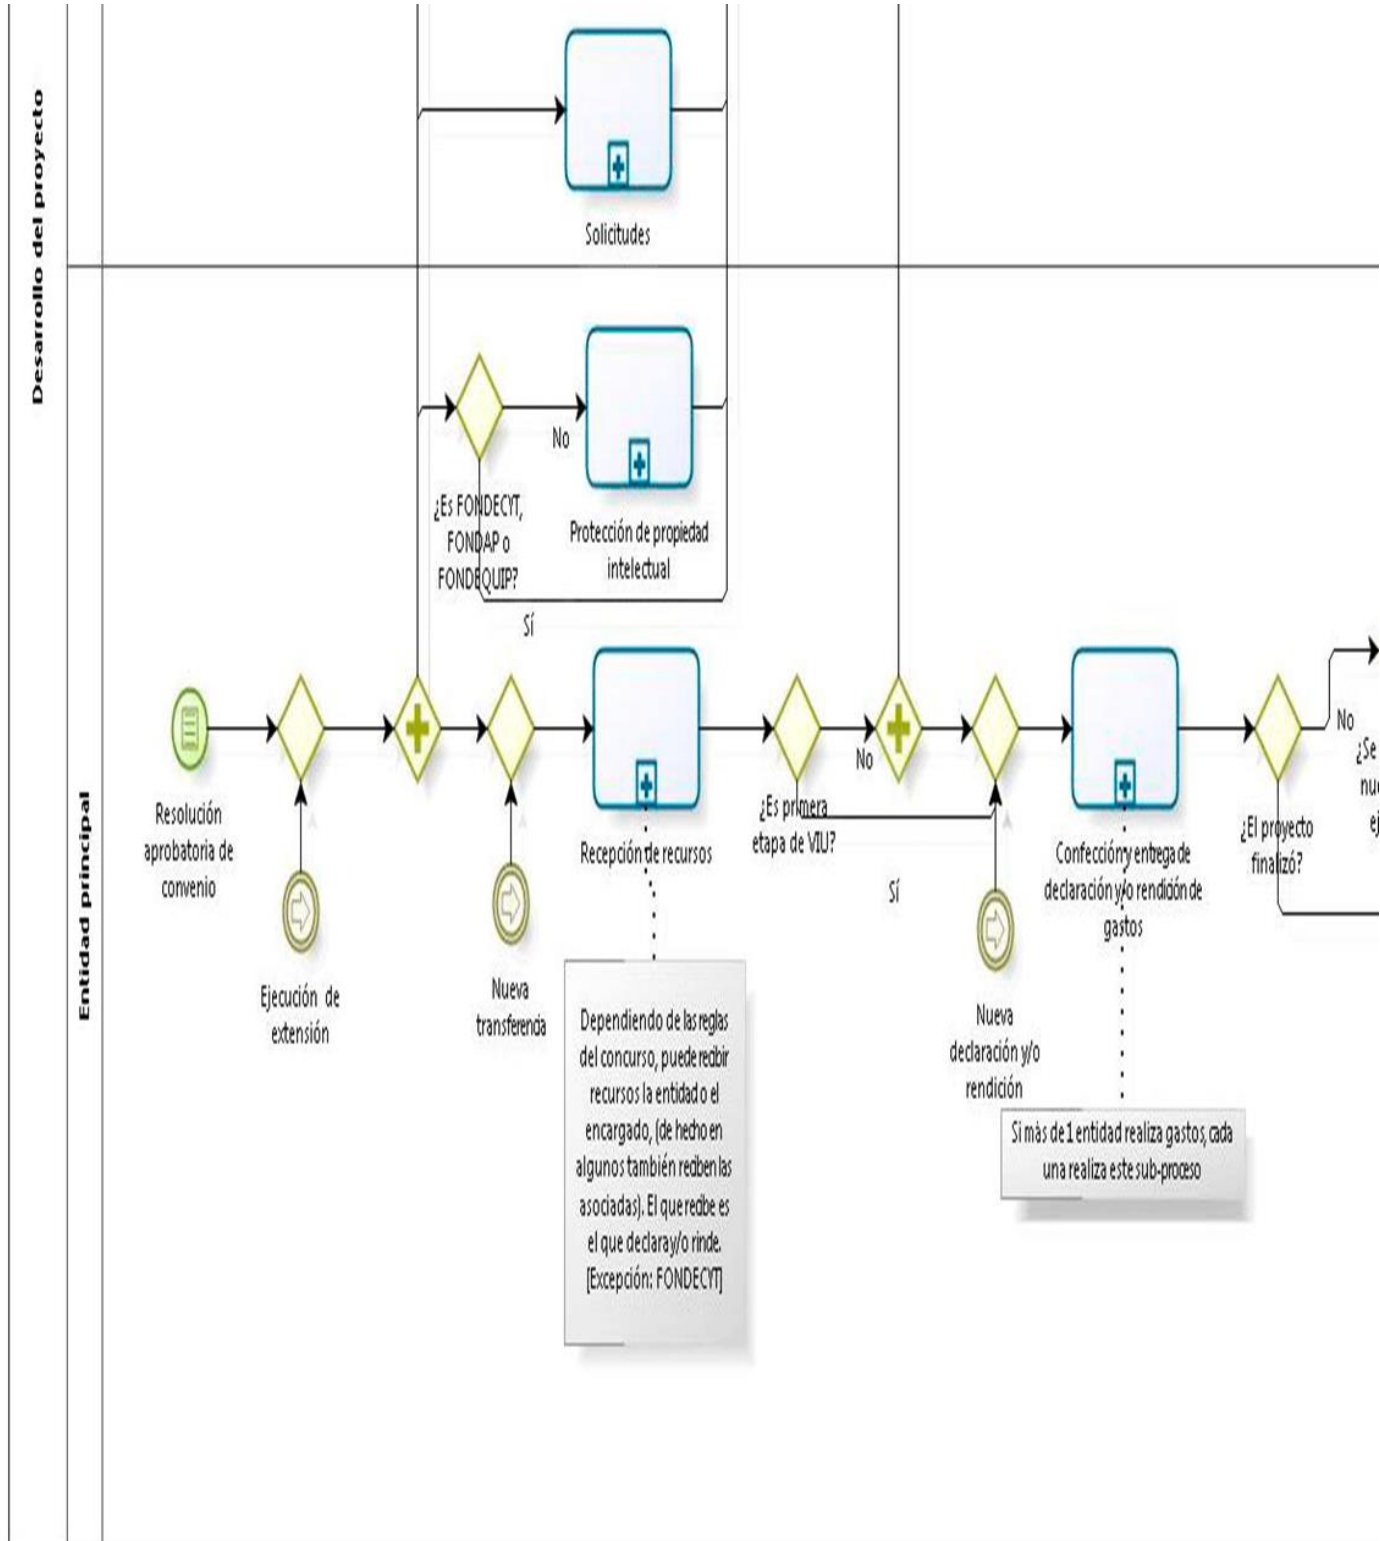 Desarrollo del proyecto
Solicitudes
No
¿Es FONDECYT,
FONDAP o
FONDEQUIP?
Protección de propiedad
intelectual
Sí
Entidad principal
Resolución
aprobatoria de
convenio
Ejecución de
extensión
Nueva
transferencia
Recepción de recursos
Dependiendo de las reglas
del concurso, puede recibir
recursos la entidad o el
encargado, (de hecho en
algunos también reciben las
asociadas). El que recibe es
el que declara y/o rinde.
[Excepción: FONDECYT]
¿Es primera
etapa de VIU?
No
Sí
Nueva
declaración y/o
rendición
Confección y entrega de
declaración y/o rendición de
gastos
Si màs de 1 entidad realiza gastos, cada
una realiza este sub-proceso
¿El proyecto
finalizó?
No
¿Se